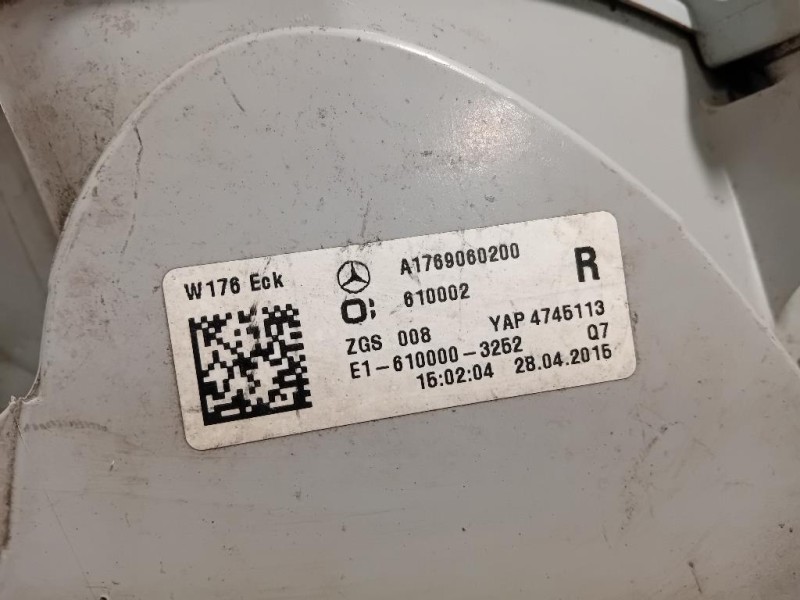 W176 Eck
A1769060200
R
610002
ZGS 008 YAP 4745113
E1-610000-3252 Q7
15:02:04 28.04.2015